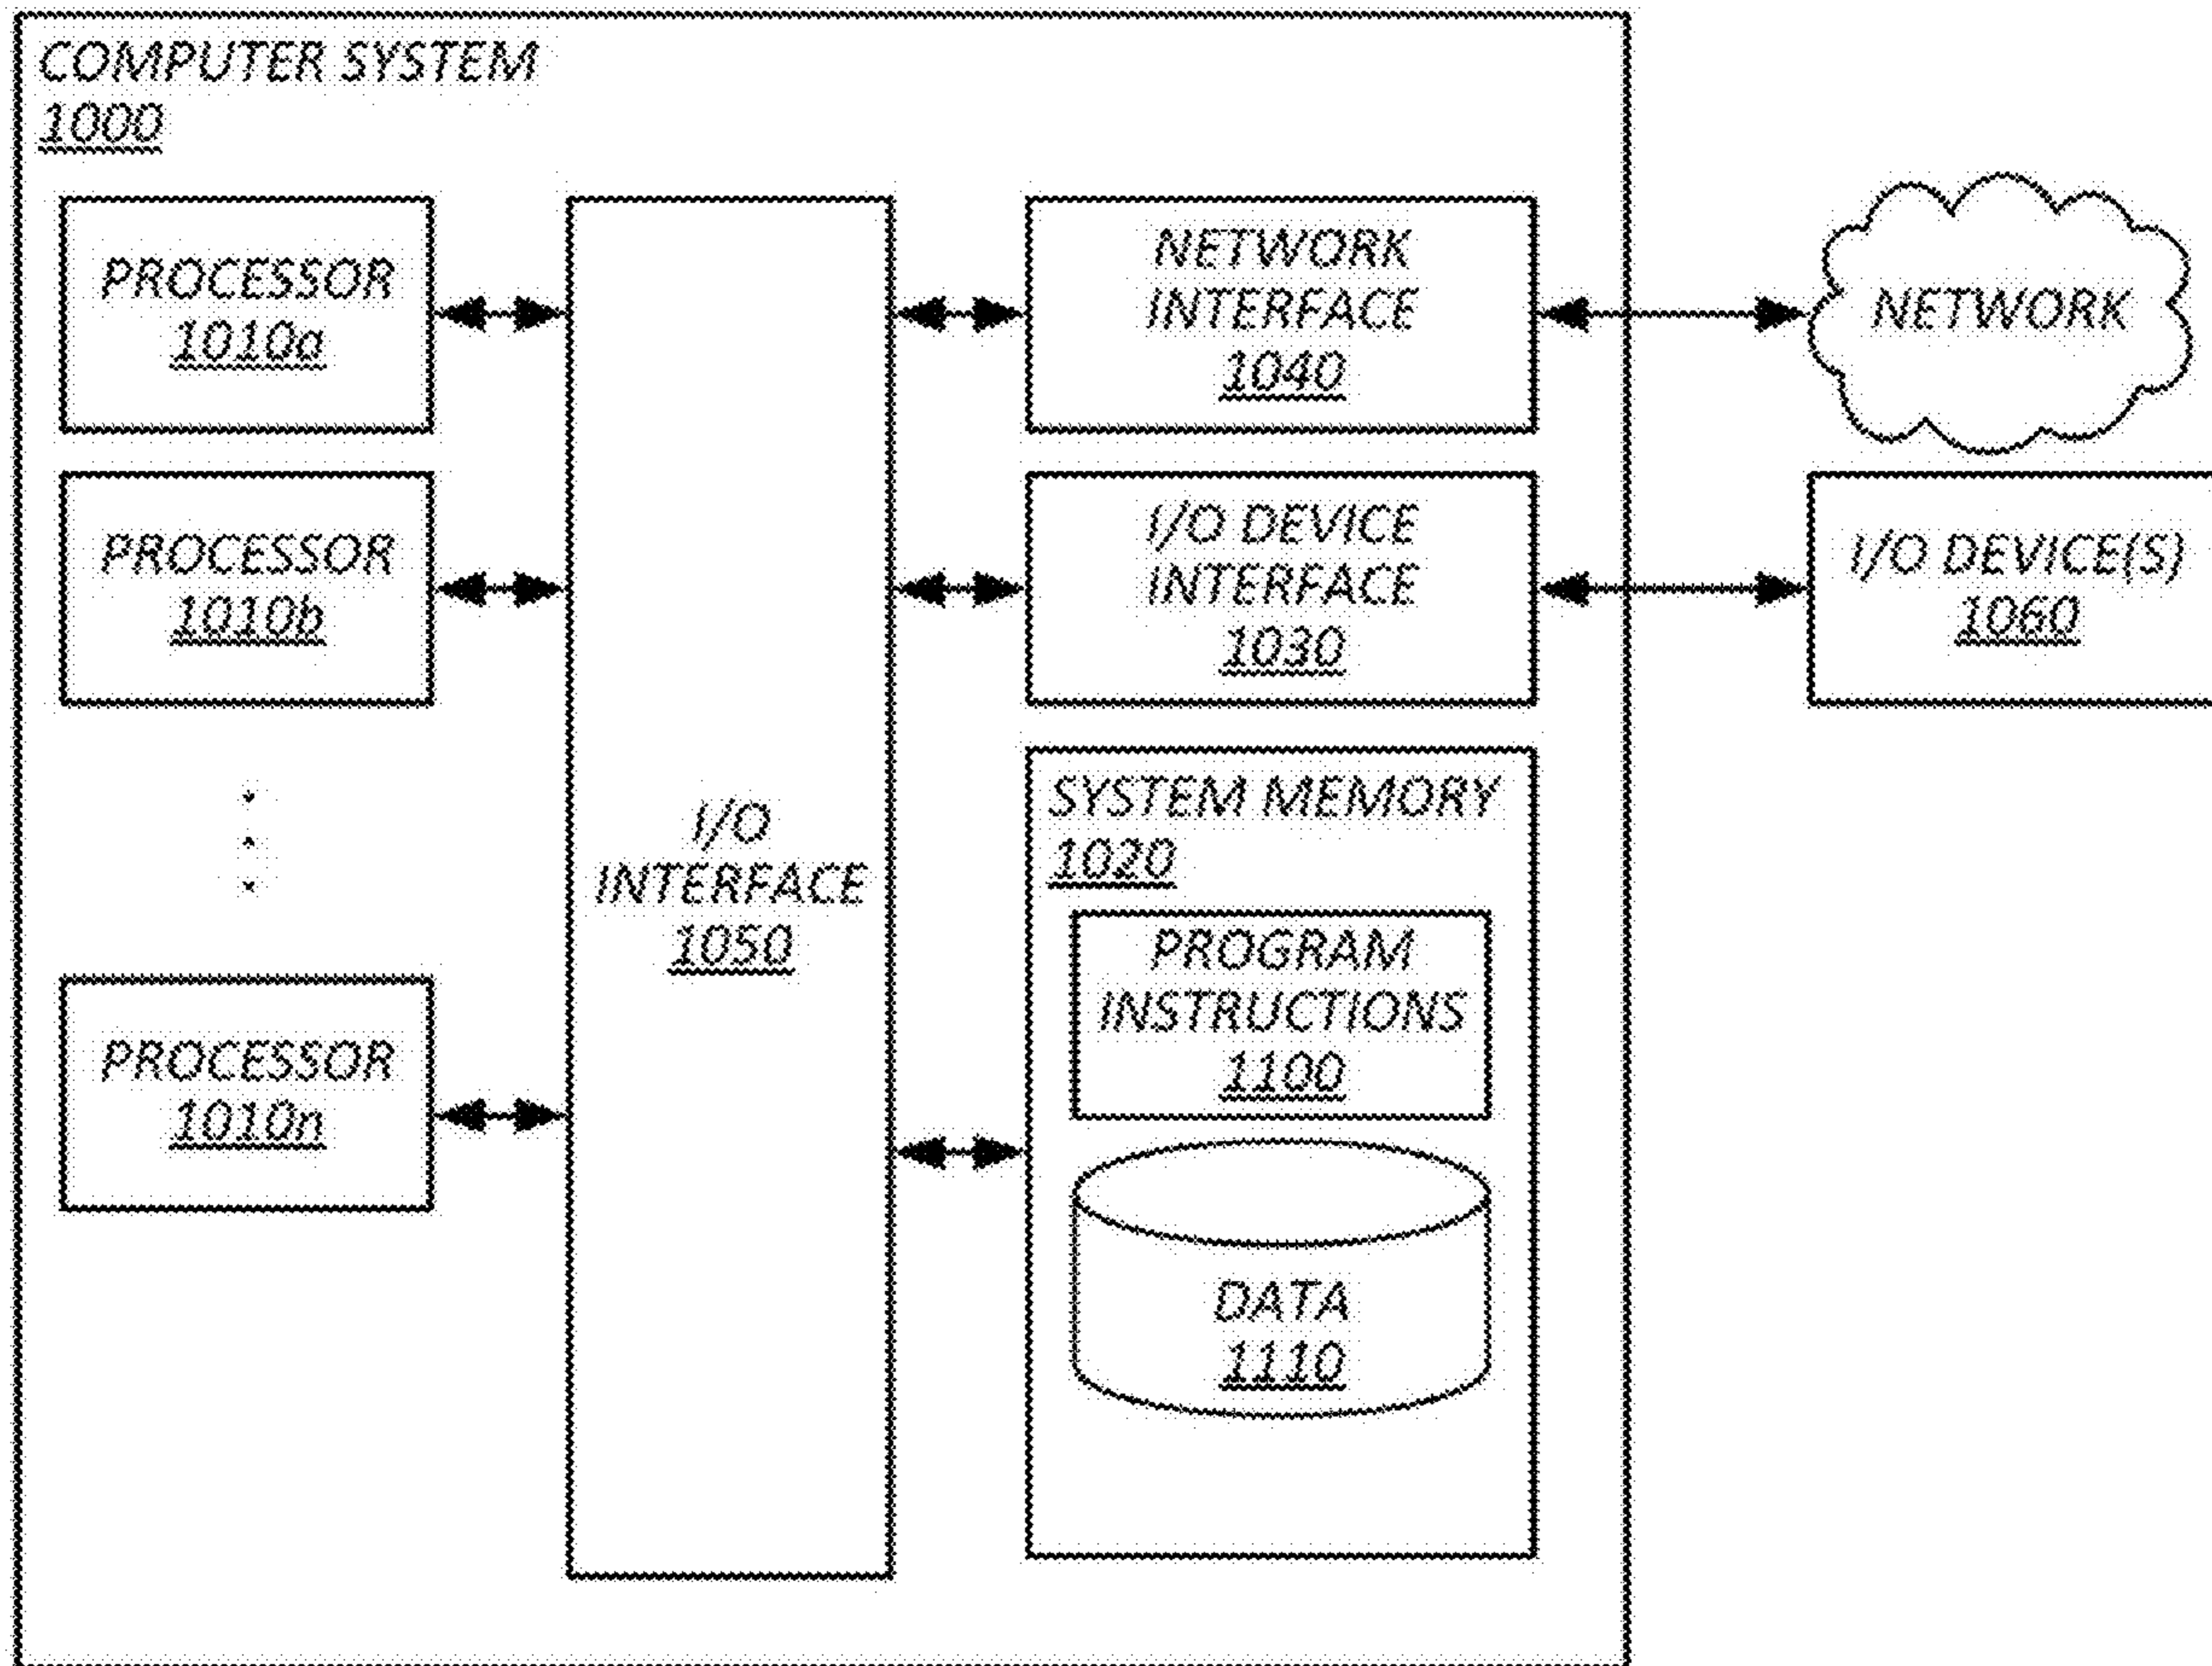 COMPUTER SYSTEM
1000
PROCESSOR
1010a
PROCESSOR
1010b
PROCESSOR
1010n
I/O
INTERFACE
1050
NETWORK
INTERFACE
1040
I/O DEVICE
INTERFACE
1030
SYSTEM MEMORY
1020
PROGRAM
INSTRUCTIONS
1100
DATA
1110
NETWORK
I/O DEVICE(S)
1060